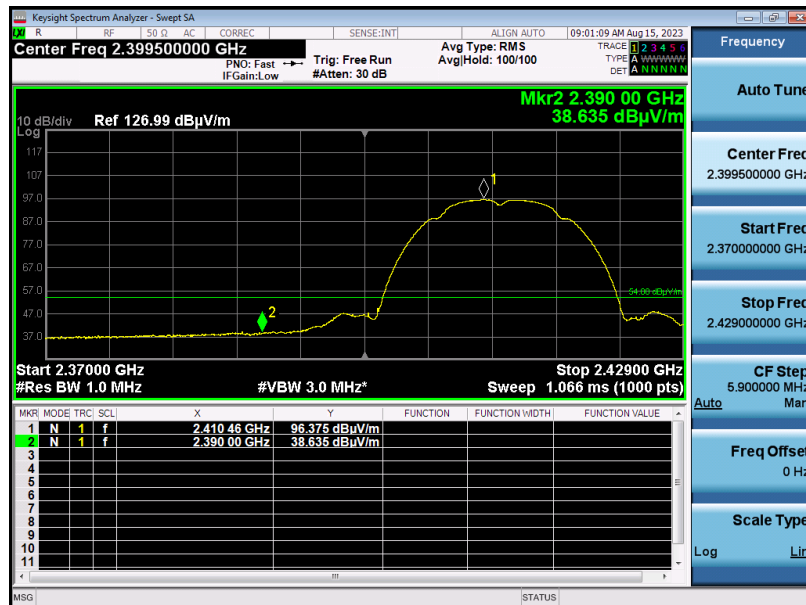 Keysight Spectrum Analyzer - Swept SA
LXI R RF 50 Ω AC CORREC SENSE:INT ALIGN AUTO 09:01:09 AM Aug 15, 2023
Center Freq 2.399500000 GHz
PNO: Fast
IFGain:Low
Trig: Free Run
#Atten: 30 dB
Avg Type: RMS
Avg|Hold: 100/100
TRACE 1 2 3 4 5 6
TYPE A WWWWW
DET A N N N N N
Mkr2 2.390 00 GHz
38.635 dBµV/m
10 dB/div Ref 126.99 dBµV/m
Log
117
107
97.0
87.0
77.0
67.0
57.0
47.0
37.0
1
2
54.00 dBµV/m
Start 2.37000 GHz Stop 2.42900 GHz
#Res BW 1.0 MHz #VBW 3.0 MHz* Sweep 1.066 ms (1000 pts)
MKR MODE TRC SCL X Y FUNCTION FUNCTION WIDTH FUNCTION VALUE
1 N 1 f 2.410 46 GHz 96.375 dBµV/m
2 N 1 f 2.390 00 GHz 38.635 dBµV/m
3
4
5
6
7
8
9
10
11
MSG STATUS
Frequency
Auto Tune
Center Freq
2.399500000 GHz
Start Freq
2.370000000 GHz
Stop Freq
2.429000000 GHz
CF Step
5.900000 MHz
Auto Man
Freq Offset
0 Hz
Scale Type
Log Lin